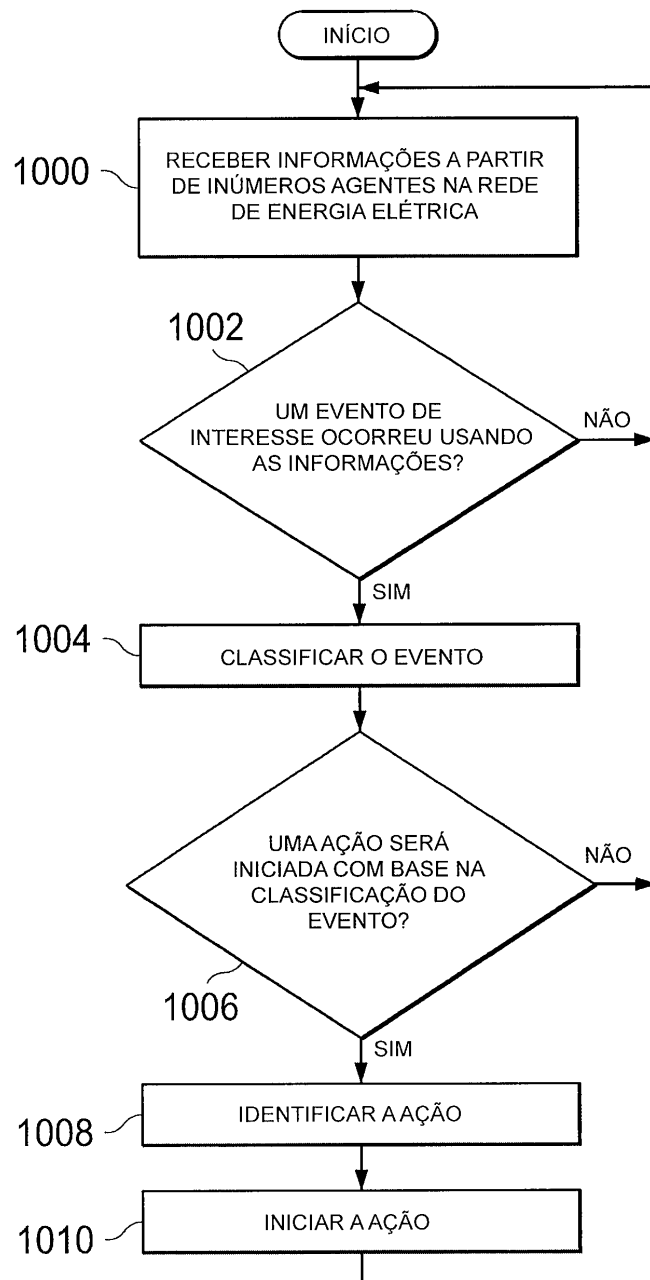 INÍCIO
1000
RECEBER INFORMAÇÕES A PARTIR
DE INÚMEROS AGENTES NA REDE
DE ENERGIA ELÉTRICA
1002
UM EVENTO DE
INTERESSE OCORREU USANDO
AS INFORMAÇÕES?
NÃO
SIM
1004
CLASSIFICAR O EVENTO
UMA AÇÃO SERÁ
INICIADA COM BASE NA
CLASSIFICAÇÃO DO
EVENTO?
NÃO
1006
SIM
1008
IDENTIFICAR A AÇÃO
1010
INICIAR A AÇÃO